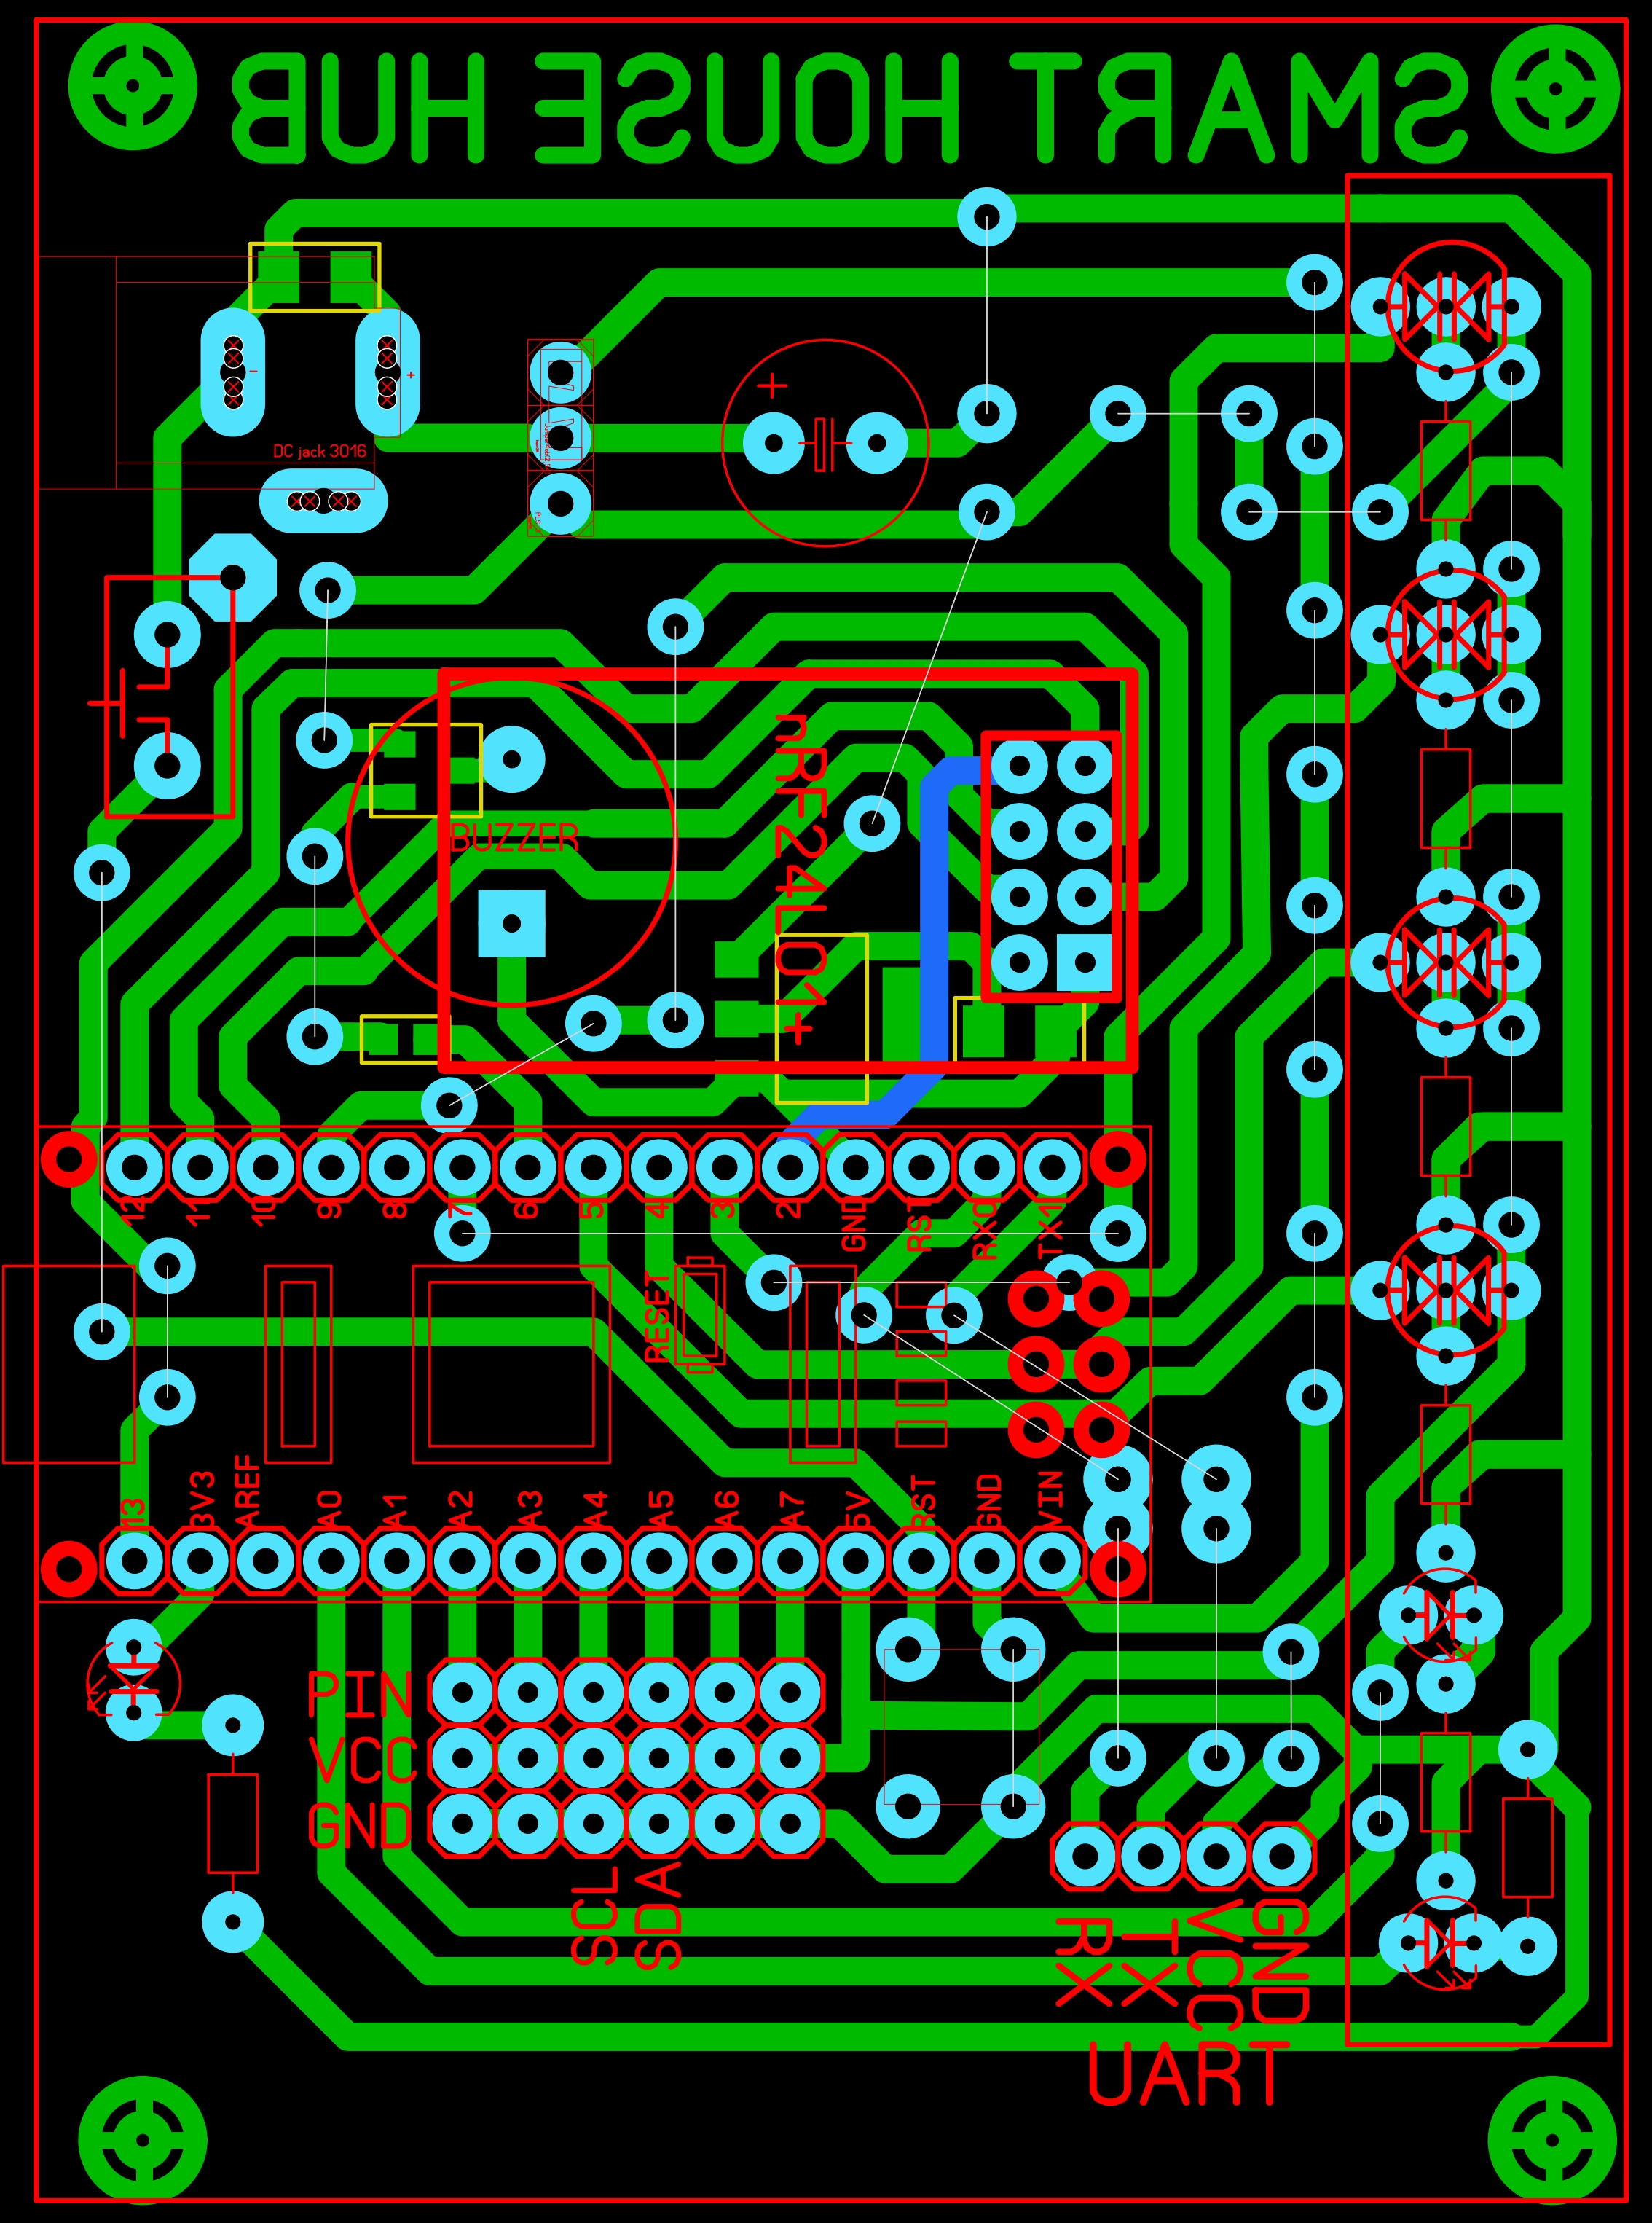 SMART HOUSE HUB
- +
+
DC jack 3016
BUZZER
nRF24L01+
12 11 10 9 8 7 6 5 4 3 2 GND RST RX0 TX1
RESET
13 3V3 AREF A0 A1 A2 A3 A4 A5 A6 A7 5V RST GND VIN
PIN
VCC
GND
SCL SDA
RX TX VCC GND
UART